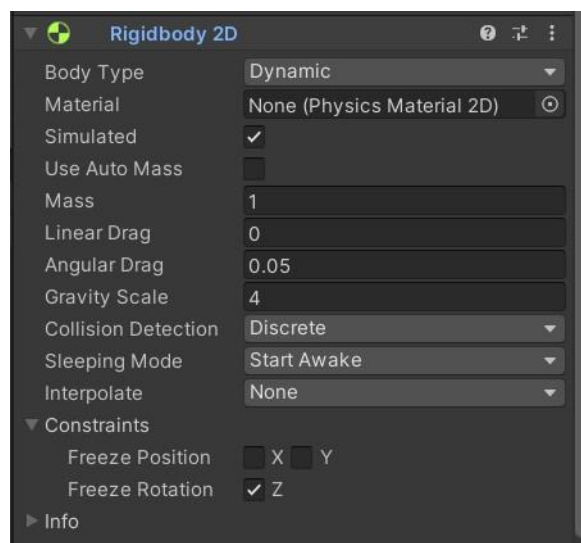 Rigidbody 2D
Body Type Dynamic
Material None (Physics Material 2D)
Simulated
Use Auto Mass
Mass 1
Linear Drag 0
Angular Drag 0.05
Gravity Scale 4
Collision Detection Discrete
Sleeping Mode Start Awake
Interpolate None
Constraints
Freeze Position X Y
Freeze Rotation Z
Info